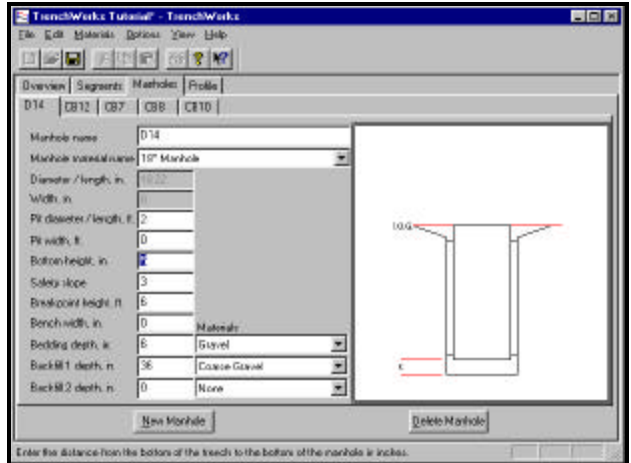 TrenchWorks Tutorial* - TrenchWorks
File Edit Materials Options View Help
Overview Segments Manholes Profile
D14 CB12 CB7 CB8 CB10
Manhole name D14
Manhole material name 18" Manhole
Diameter / length, in.
Width, in.
Pit diameter / length, ft. 2
Pit width, ft. 0
Bottom height, in.
Safety slope 3
Breakpoint height, ft. 6
Bench width, in. 0 Materials
Bedding depth, in. 6 Gravel
Backfill 1 depth, in. 36 Coarse Gravel
Backfill 2 depth, in. 0 None
New Manhole Delete Manhole
Enter the distance from the bottom of the trench to the bottom of the manhole in inches.